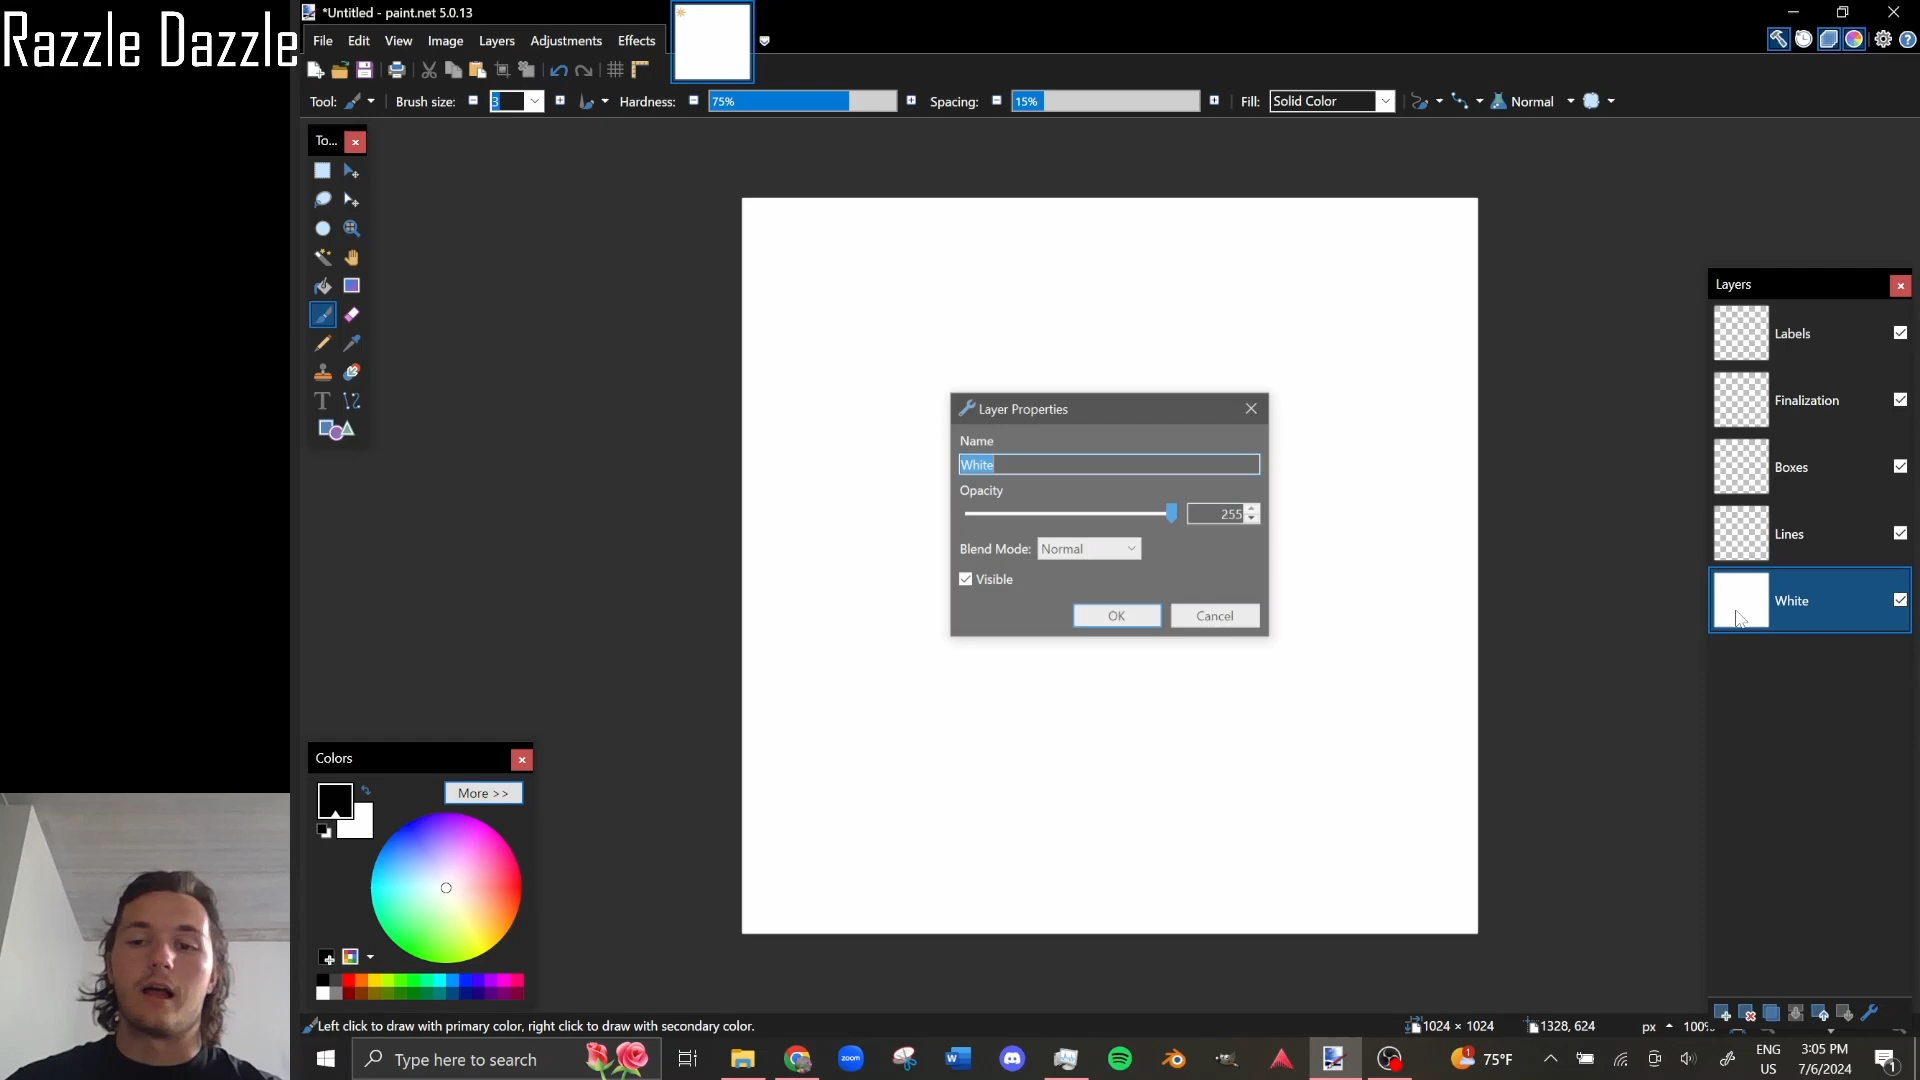 Razzle Dazzle
*Untitled - paint.net 5.0.13
File Edit View Image Layers Adjustments Effects
Tool: Brush size: 3 Hardness: 75% Spacing: 15% Fill: Solid Color Normal
To...
Layers
Labels
Finalization
Boxes
Lines
White
Layer Properties
Name
White
Opacity
255
Blend Mode: Normal
Visible
OK Cancel
Colors
More >>
Left click to draw with primary color, right click to draw with secondary color.
1024 × 1024 1328, 624 px 100%
Type here to search
zoom
1 75°F
ENG
US
3:05 PM
7/6/2024
1